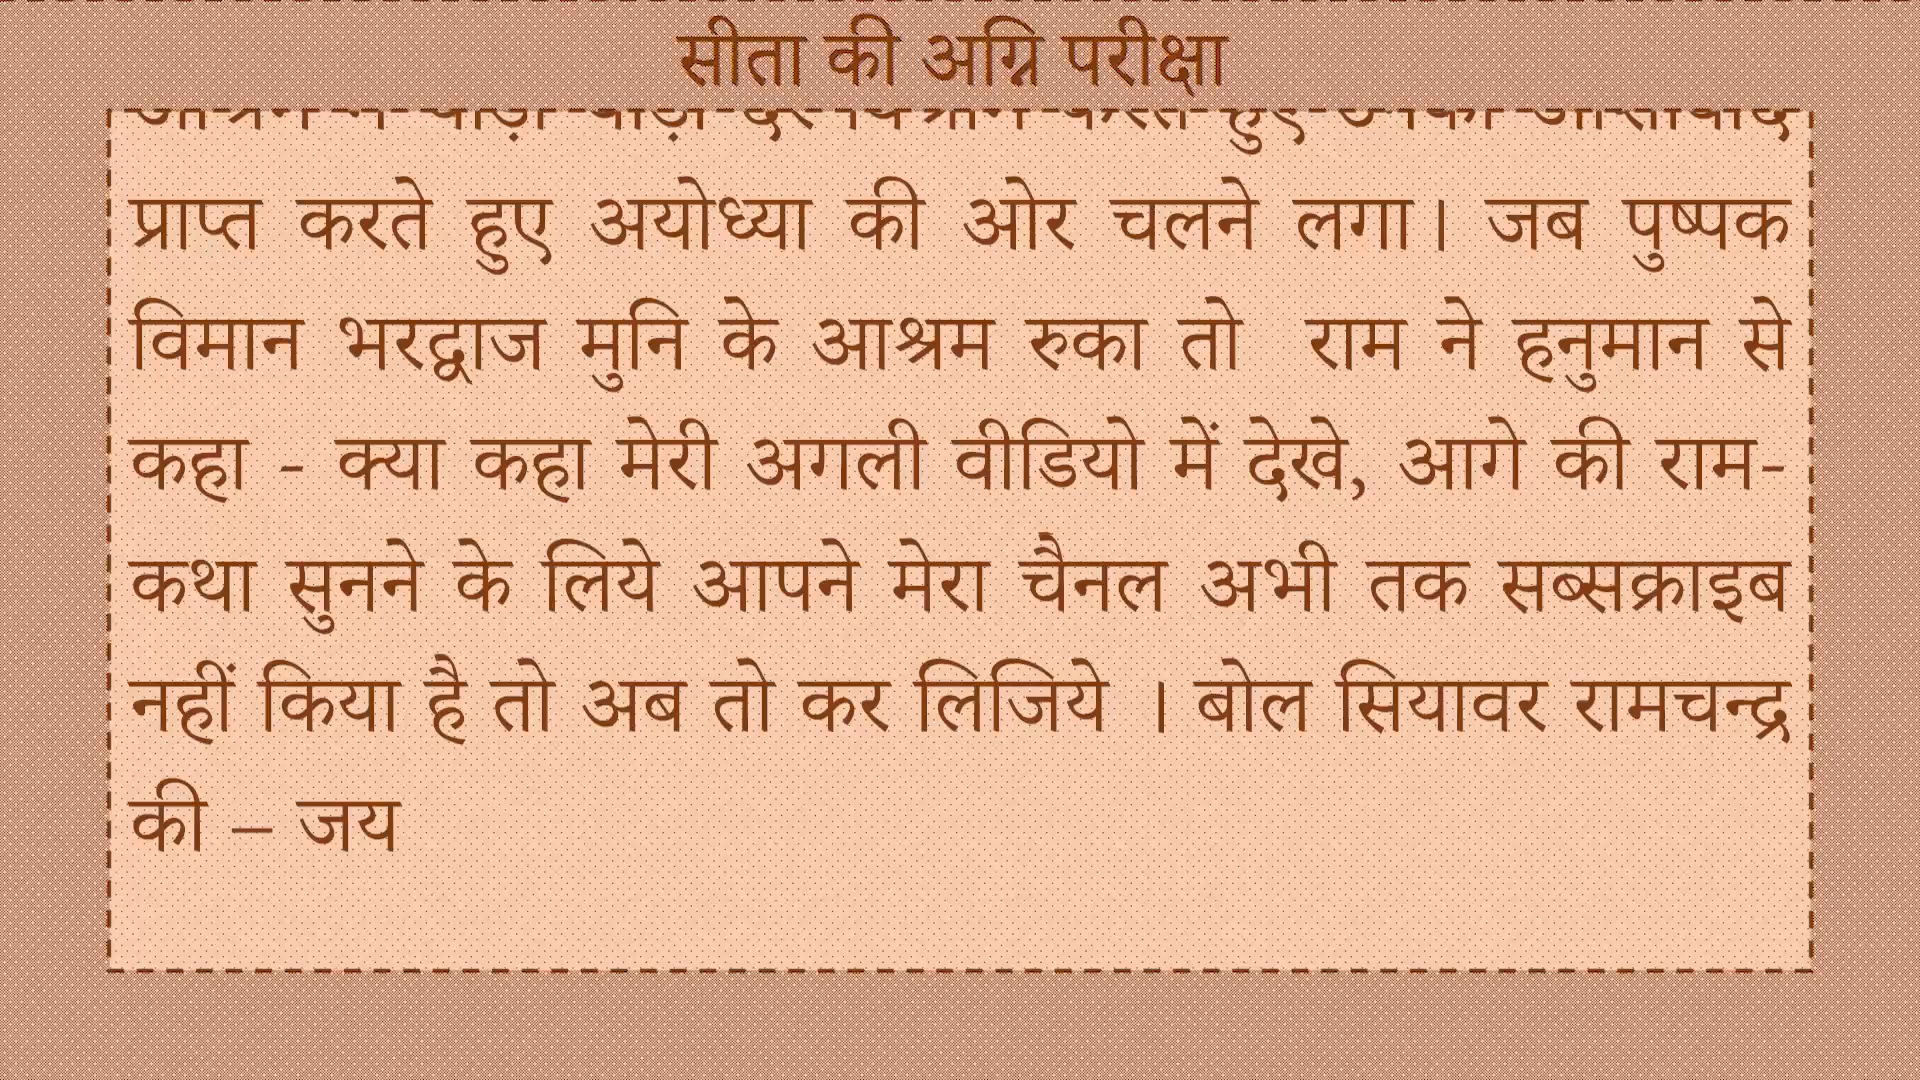 सीता की अग्नि परीक्षा
प्राप्त करते हुए अयोध्या की ओर चलने लगा। जब पुष्पक
विमान भरद्वाज मुनि के आश्रम रुका तो राम ने हनुमान से
कहा - क्या कहा मेरी अगली वीडियो में देखे, आगे की राम-
कथा सुनने के लिये आपने मेरा चैनल अभी तक सब्सक्राइब
नहीं किया है तो अब तो कर लिजिये । बोल सियावर रामचन्द्र
की – जय